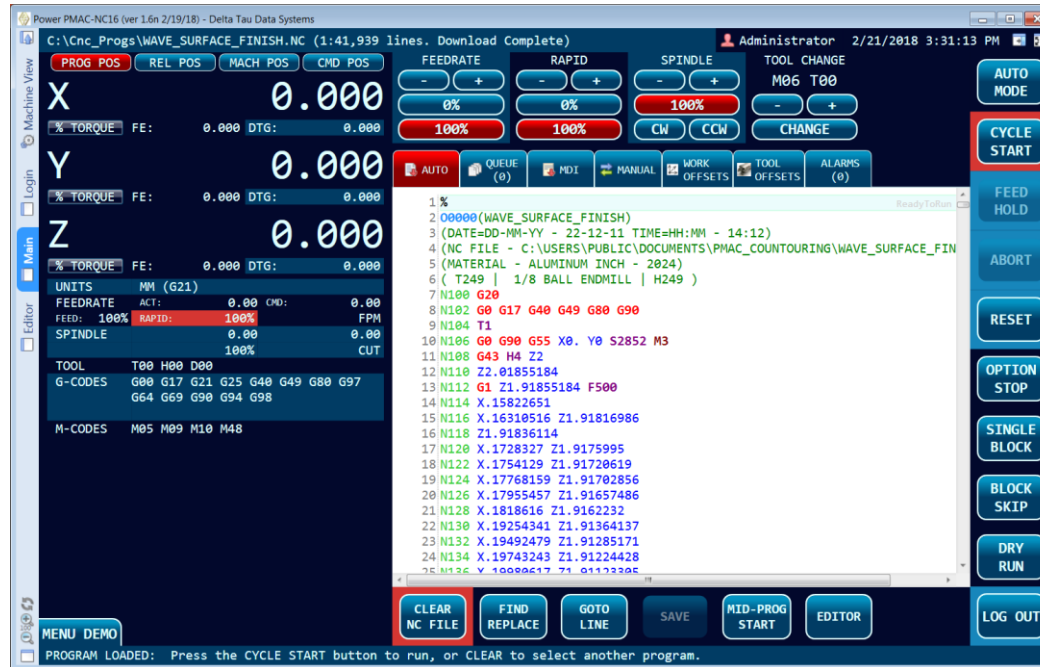 Power PMAC-NC16 (ver 1.6n 2/19/18) - Delta Tau Data Systems
C:\Cnc_Progs\WAVE_SURFACE_FINISH.NC (1:41,939 lines. Download Complete)
Administrator 2/21/2018 3:31:13 PM
Machine View
Login
Main
Editor
PROG POS REL POS MACH POS CMD POS
X 0.000
% TORQUE FE: 0.000 DTG: 0.000
Y 0.000
% TORQUE FE: 0.000 DTG: 0.000
Z 0.000
% TORQUE FE: 0.000 DTG: 0.000
UNITS MM (G21)
FEEDRATE ACT: 0.00 CMD: 0.00
FEED: 100% RAPID: 100% FPM
SPINDLE 0.00 0.00
100% CUT
TOOL T00 H00 D00
G-CODES G00 G17 G21 G25 G40 G49 G80 G97
G64 G69 G90 G94 G98
M-CODES M05 M09 M10 M48
MENU DEMO
FEEDRATE RAPID SPINDLE TOOL CHANGE
- + - + - + M06 T00
0% 0% 100% - +
100% 100% CW CCW CHANGE
AUTO
QUEUE
(0)
MDI
MANUAL
WORK
OFFSETS
TOOL
OFFSETS
ALARMS
(0)
ReadyToRun
1 %
2 O0000(WAVE_SURFACE_FINISH)
3 (DATE=DD-MM-YY - 22-12-11 TIME=HH:MM - 14:12)
4 (NC FILE - C:\USERS\PUBLIC\DOCUMENTS\PMAC_COUNTOURING\WAVE_SURFACE_FIN
5 (MATERIAL - ALUMINUM INCH - 2024)
6 ( T249 | 1/8 BALL ENDMILL | H249 )
7 N100 G20
8 N102 G0 G17 G40 G49 G80 G90
9 N104 T1
10 N106 G0 G90 G55 X0. Y0 S2852 M3
11 N108 G43 H4 Z2
12 N110 Z2.01855184
13 N112 G1 Z1.91855184 F500
14 N114 X.15822651
15 N116 X.16310516 Z1.91816986
16 N118 Z1.91836114
17 N120 X.1728327 Z1.9175995
18 N122 X.1754129 Z1.91720619
19 N124 X.17768159 Z1.91702856
20 N126 X.17955457 Z1.91657486
21 N128 X.1818616 Z1.9162232
22 N130 X.19254341 Z1.91364137
23 N132 X.19492479 Z1.91285171
24 N134 X.19743243 Z1.91224428
25 N136 X.19980617 Z1.91123305
CLEAR
NC FILE
FIND
REPLACE
GOTO
LINE
SAVE
MID-PROG
START
EDITOR
AUTO
MODE
CYCLE
START
FEED
HOLD
ABORT
RESET
OPTION
STOP
SINGLE
BLOCK
BLOCK
SKIP
DRY
RUN
LOG OUT
PROGRAM LOADED: Press the CYCLE START button to run, or CLEAR to select another program.